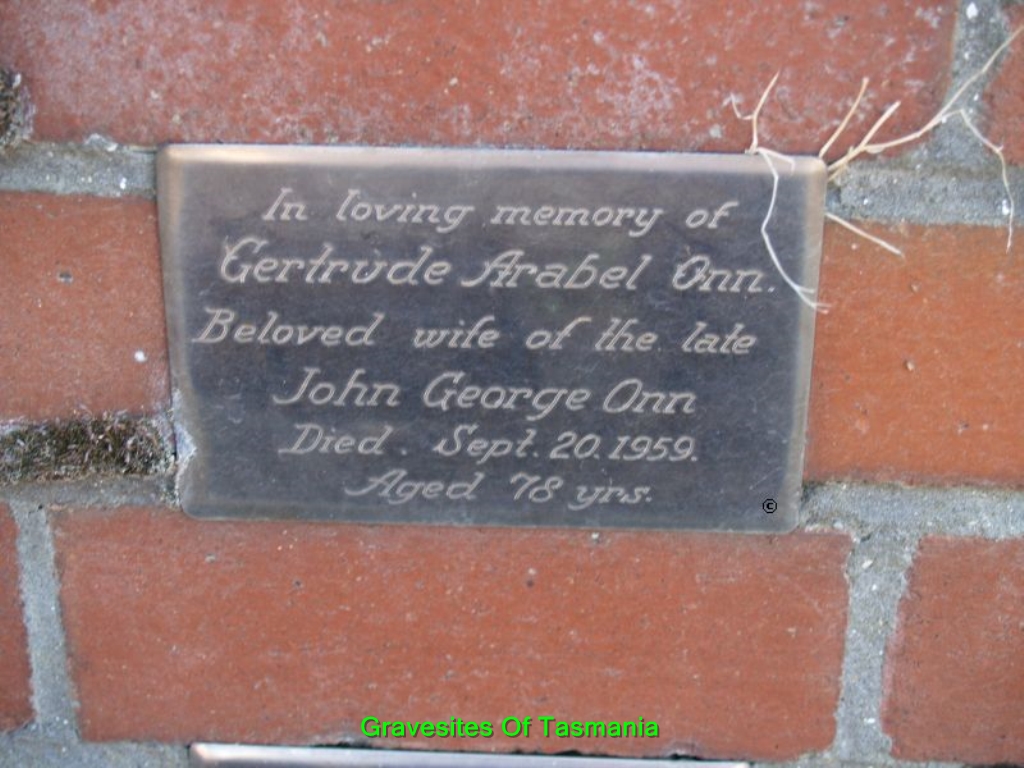 In loving memory of
Gertrude Arabel Onn.
Beloved wife of the late
John George Onn
Died. Sept. 20. 1959.
Aged 78 yrs.
©
Gravesites Of Tasmania